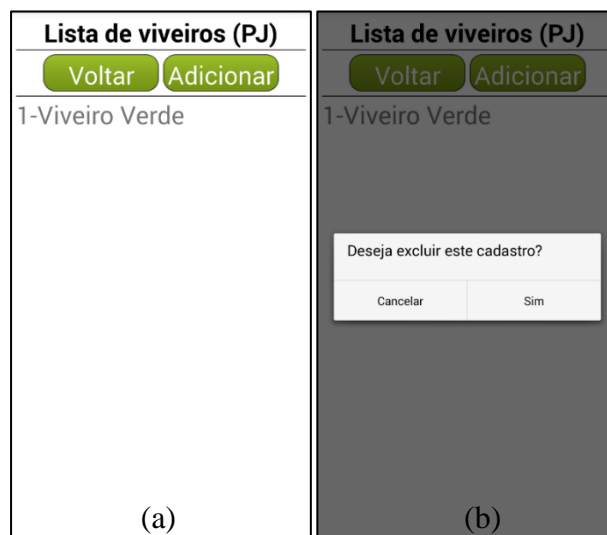 Lista de viveiros (PJ)
Voltar Adicionar
1-Viveiro Verde
(a)
Lista de viveiros (PJ)
Voltar Adicionar
1-Viveiro Verde
Deseja excluir este cadastro?
Cancelar Sim
(b)